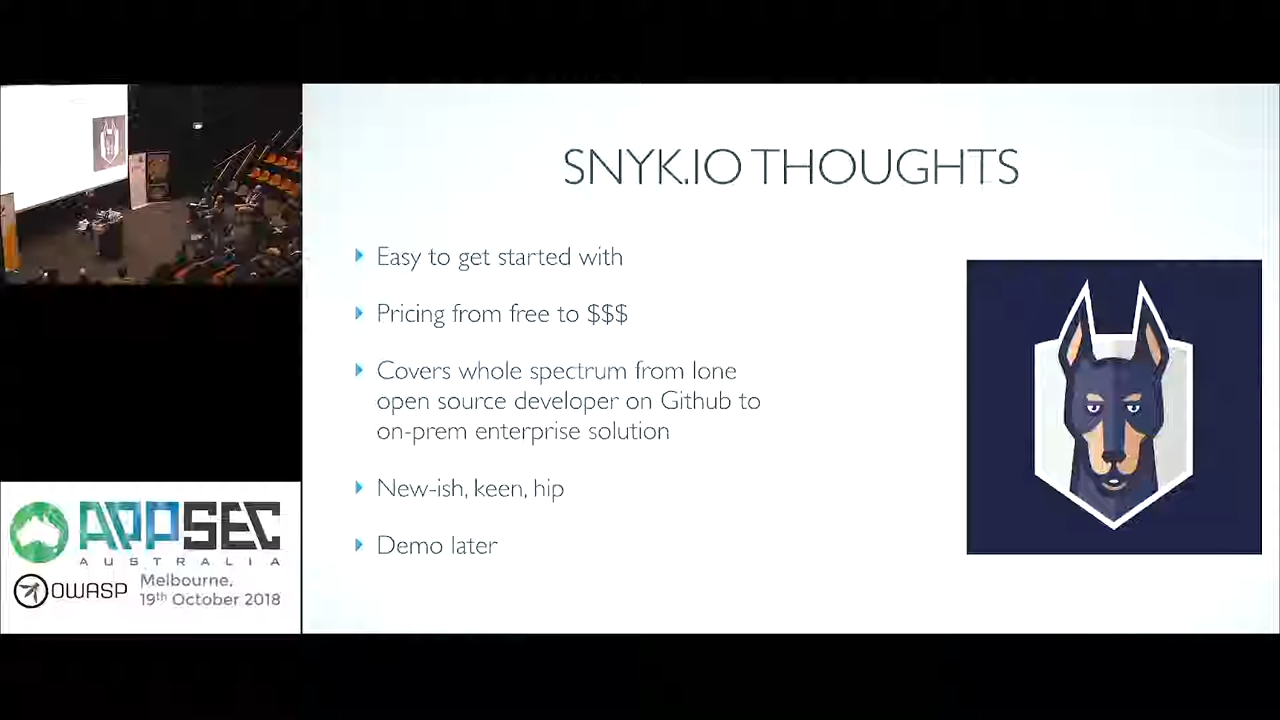 SNYK.IO THOUGHTS
Easy to get started with
Pricing from free to $$$
Covers whole spectrum from lone
open source developer on Github to
on-prem enterprise solution
New-ish, keen, hip
Demo later
APPSEC
AUSTRALIA
OWASP
Melbourne,
19th October 2018